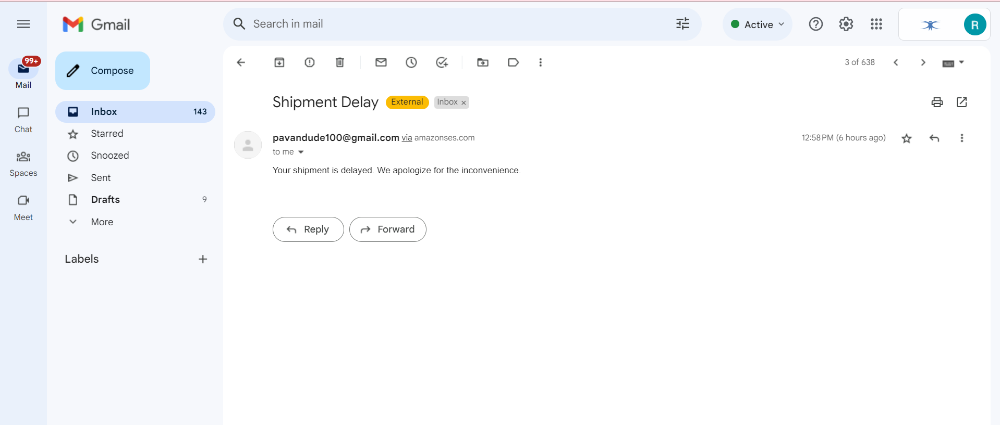 Gmail
Search in mail
Active
R
99+
Mail
Chat
Spaces
Meet
Compose
Inbox 143
Starred
Snoozed
Sent
Drafts 9
More
Labels
3 of 638
Shipment Delay External Inbox ×
pavandude100@gmail.com via amazonses.com 12:58 PM (6 hours ago)
to me
Your shipment is delayed. We apologize for the inconvenience.
Reply Forward